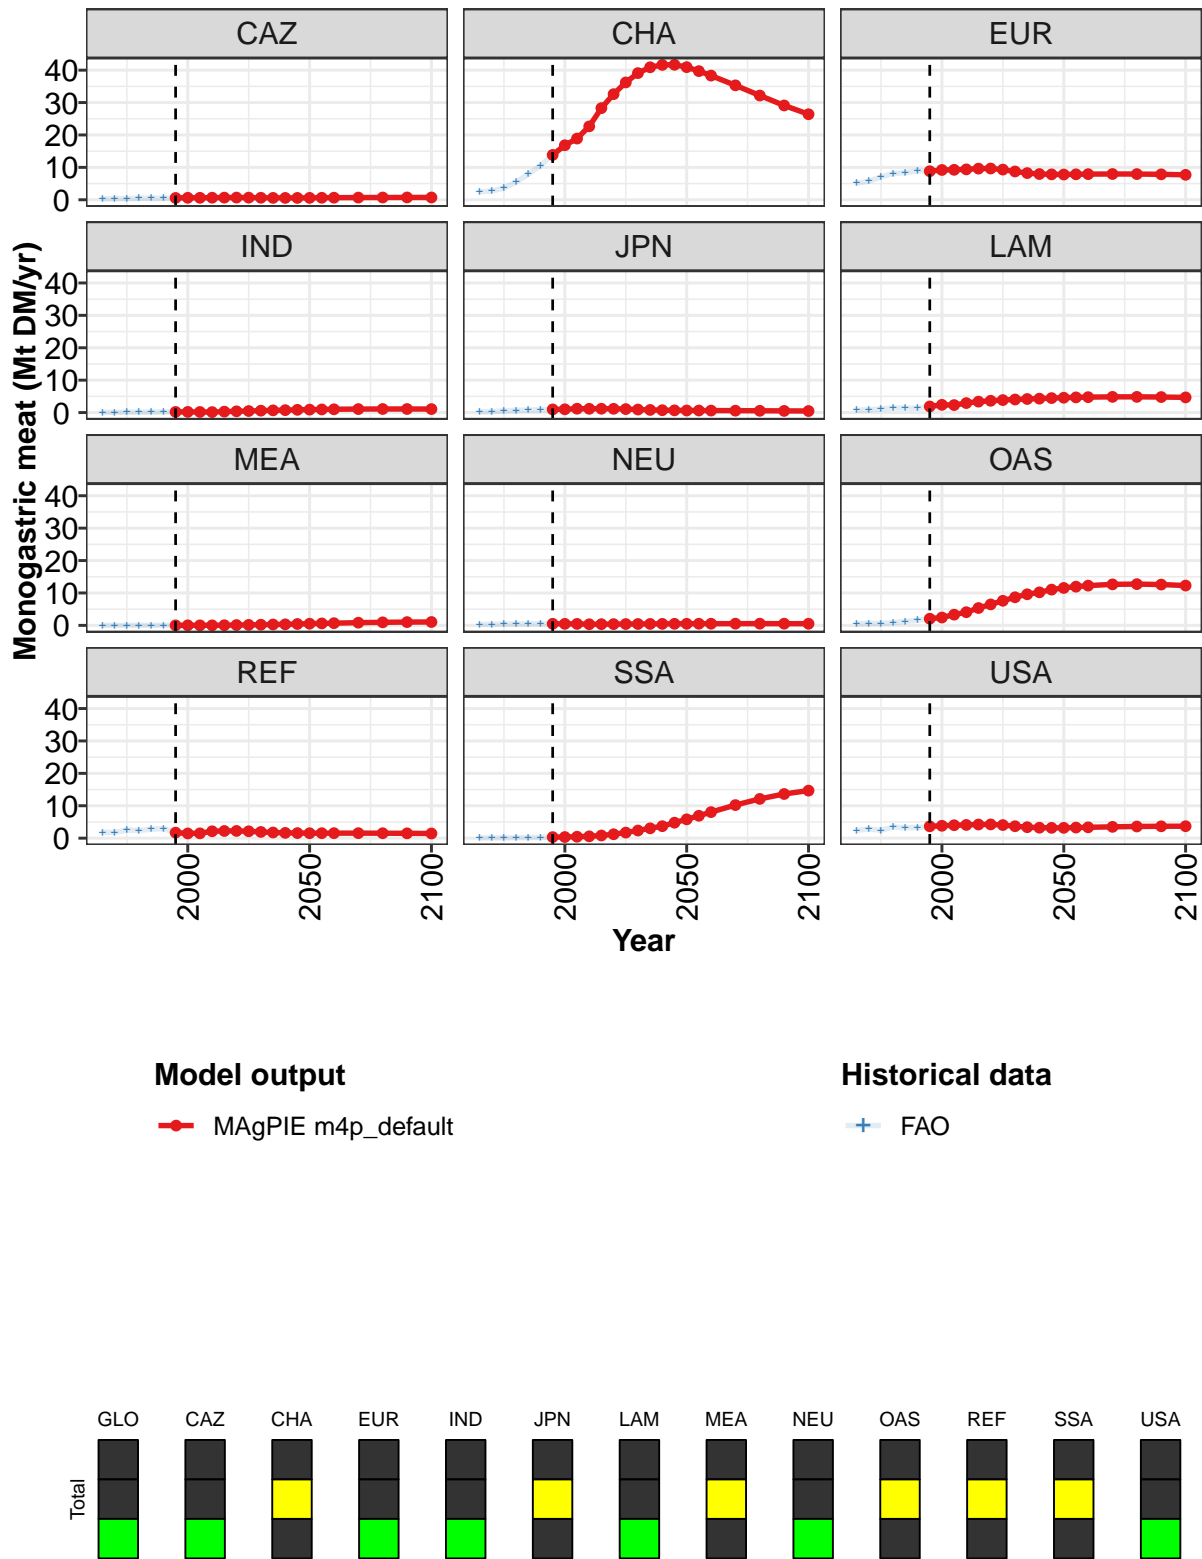 CAZ CHA EUR
40
30
20
10
0
IND JPN LAM
40
30
20
10
0
MEA NEU OAS
40
30
20
10
0
REF SSA USA
40
30
20
10
0
Monogastric meat (Mt DM/yr)
2000 2050 2100 2000 2050 2100 2000 2050 2100
Year
Model output
MAgPIE m4p_default
Historical data
FAO
GLO CAZ CHA EUR IND JPN LAM MEA NEU OAS REF SSA USA
Total